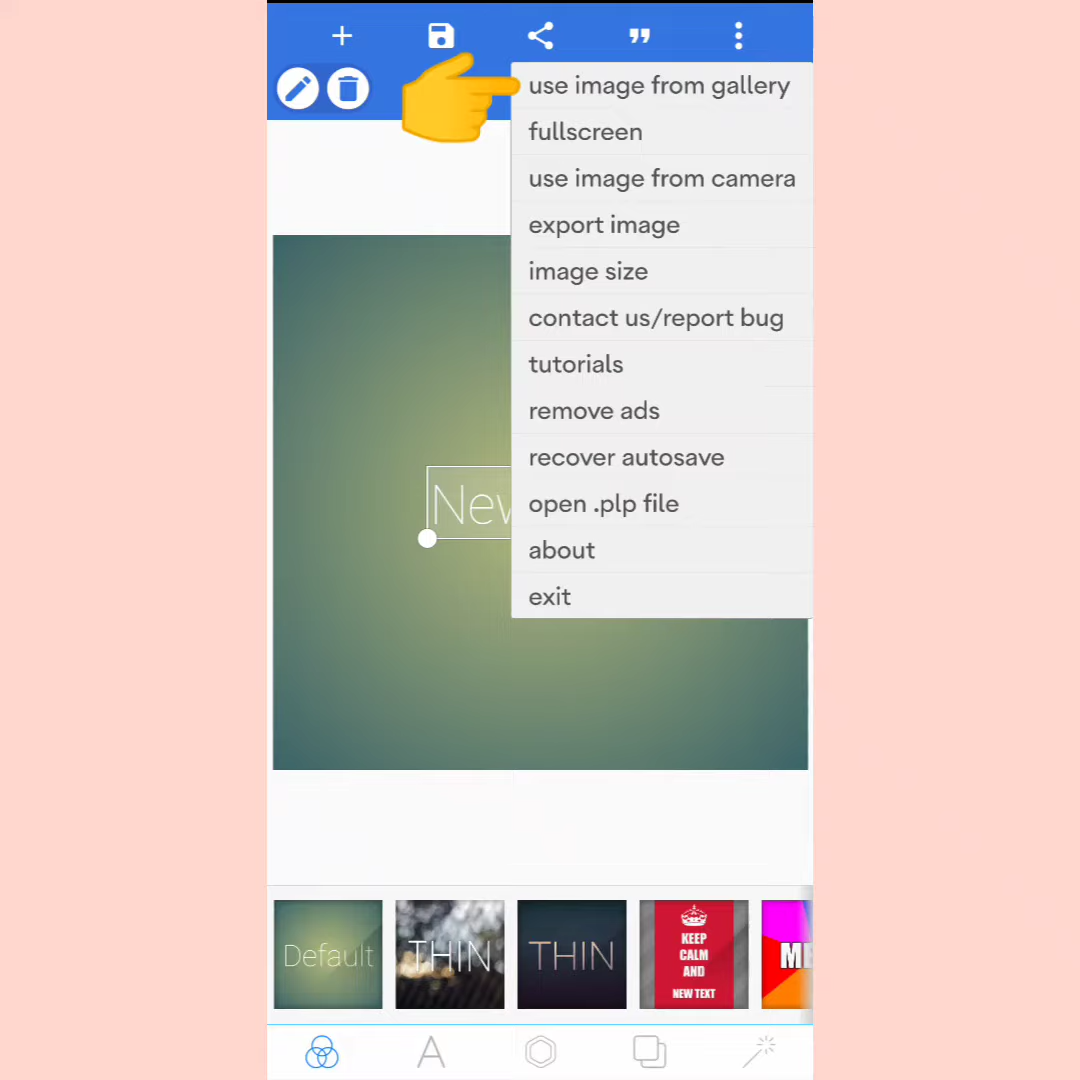 use image from gallery
fullscreen
use image from camera
export image
image size
contact us/report bug
tutorials
remove ads
recover autosave
open .plp file
about
exit
New
Default
THIN
THIN
KEEP
CALM
AND
NEW TEXT
ME